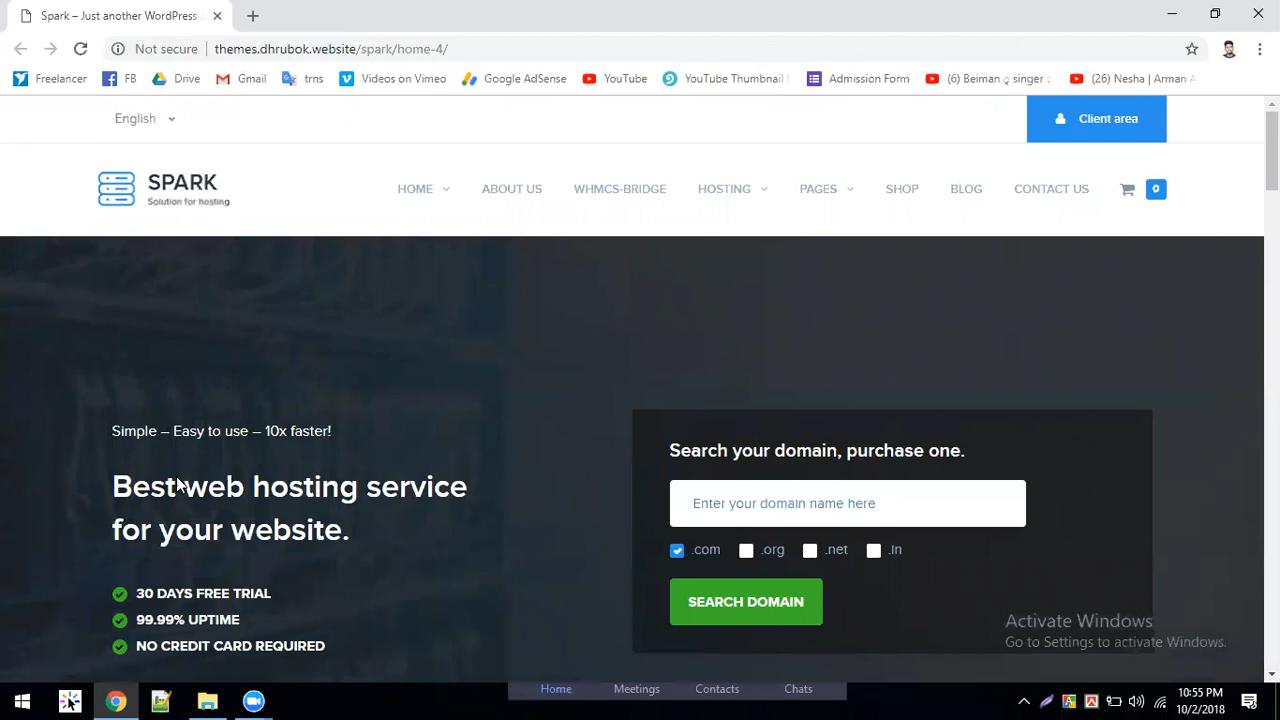 Spark – Just another WordPress
Not secure themes.dhrubok.website/spark/home-4/
Freelancer FB Drive Gmail trns Videos on Vimeo Google AdSense YouTube YouTube Thumbnail Admission Form (6) Beiman q singer (26) Nesha | Arman
English Client area
SPARK
Solution for hosting
HOME ABOUT US WHMCS-BRIDGE HOSTING PAGES SHOP BLOG CONTACT US 0
Simple – Easy to use – 10x faster!
Best web hosting service
for your website.
30 DAYS FREE TRIAL
99.99% UPTIME
NO CREDIT CARD REQUIRED
Search your domain, purchase one.
Enter your domain name here
.com .org .net .in
SEARCH DOMAIN
Activate Windows
Go to Settings to activate Windows.
Home Meetings Contacts Chats
10:55 PM
10/2/2018